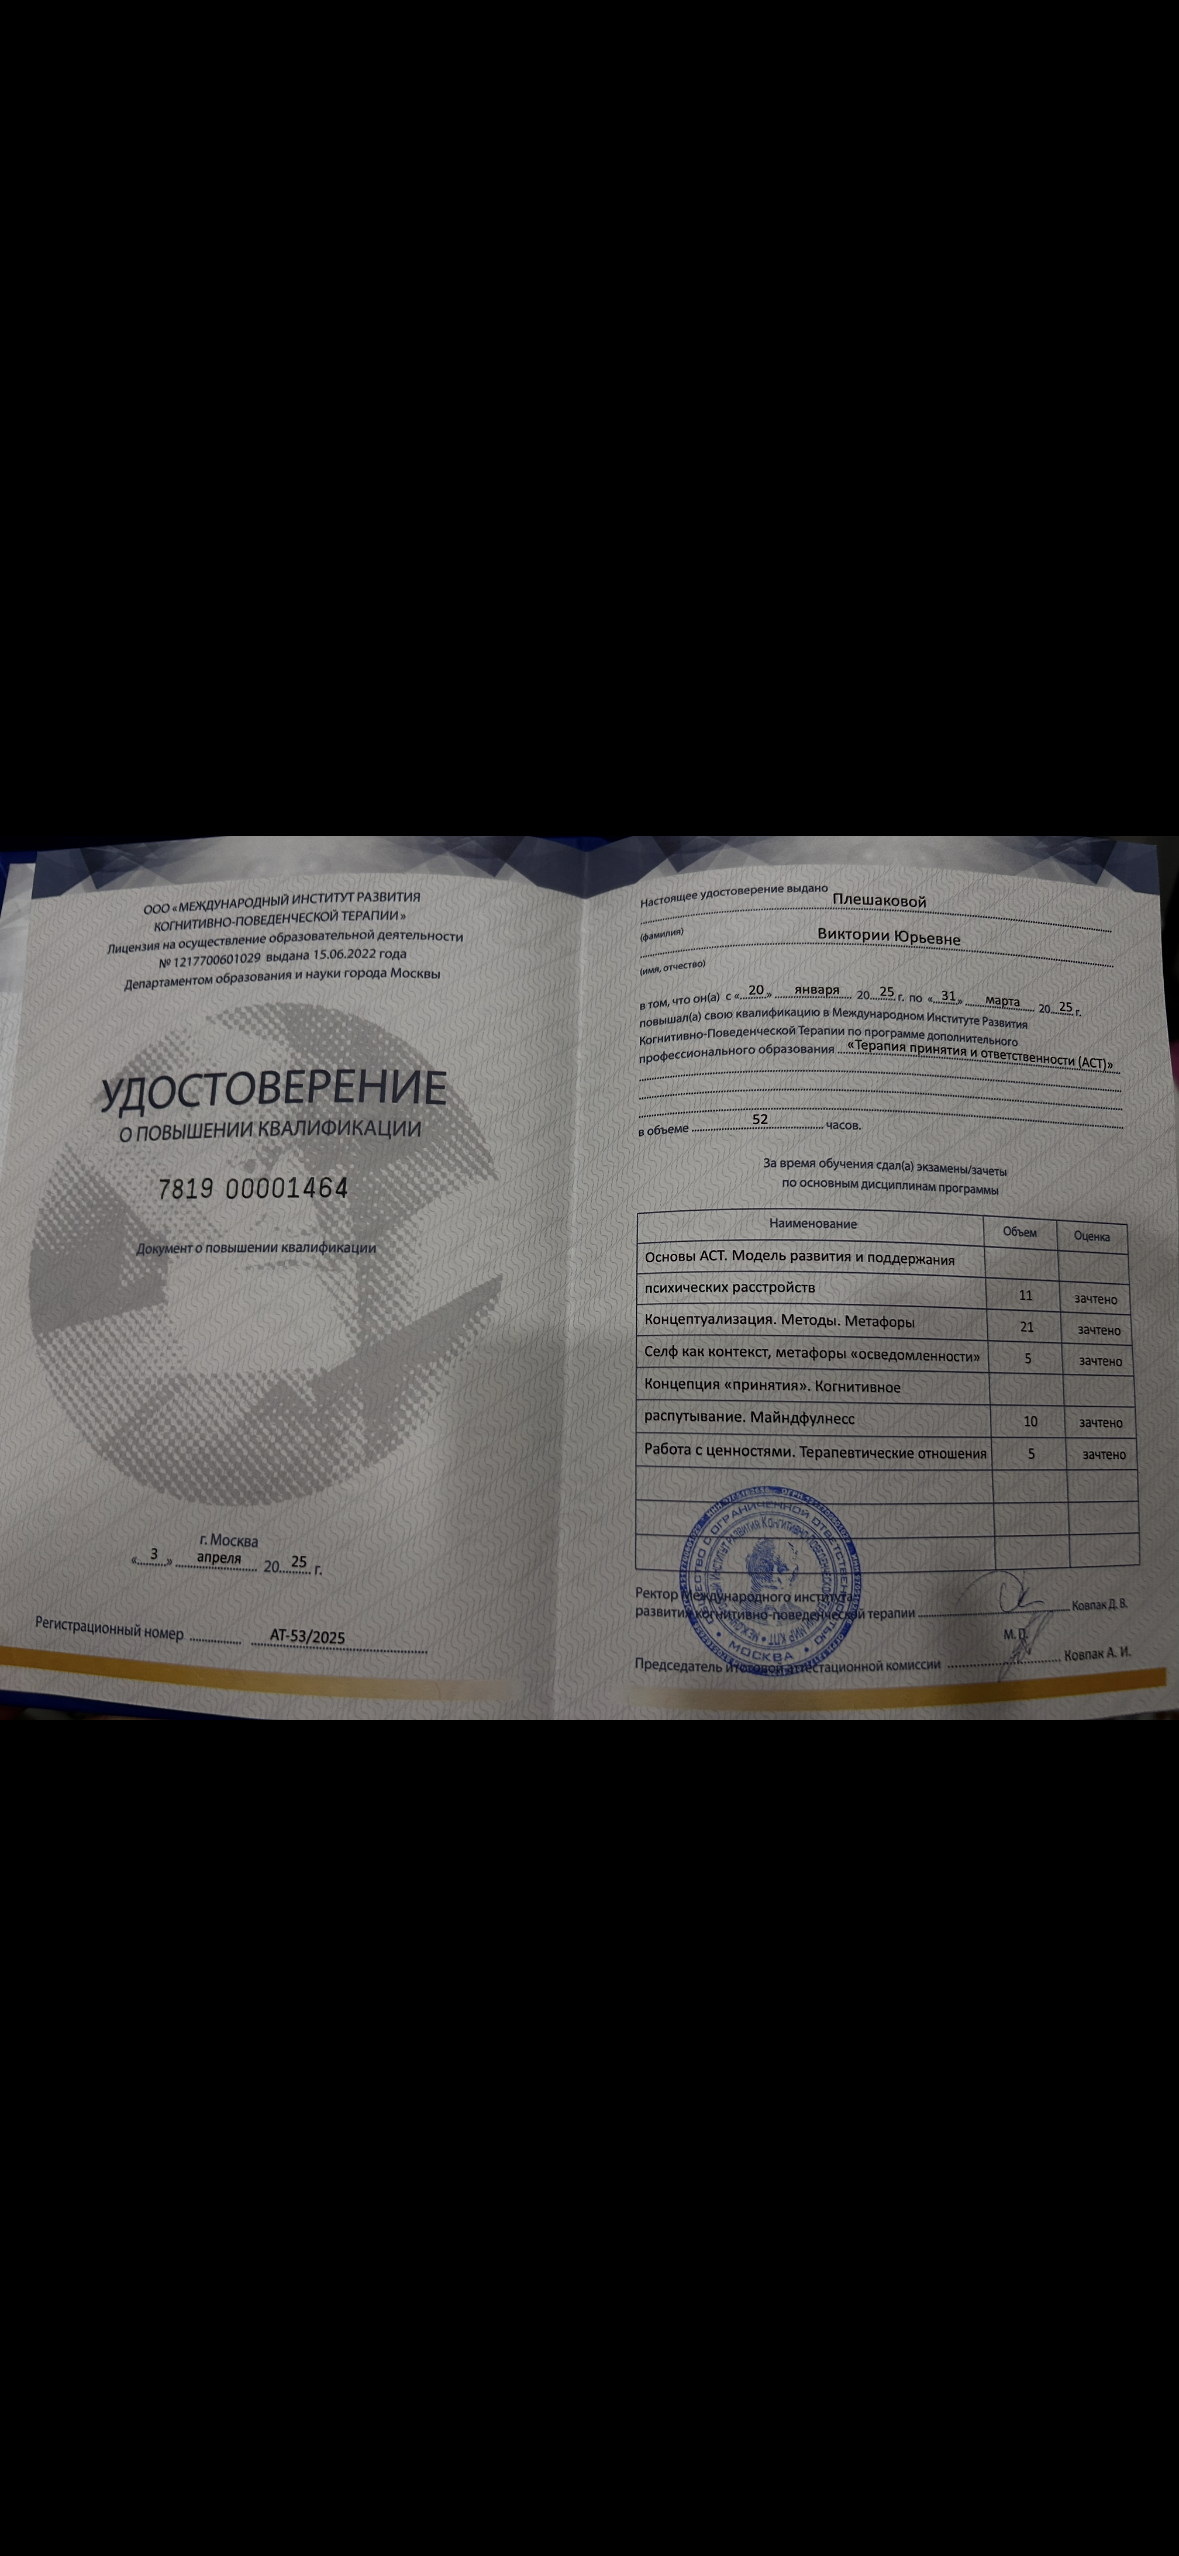 ООО «МЕЖДУНАРОДНЫЙ ИНСТИТУТ РАЗВИТИЯ
КОГНИТИВНО-ПОВЕДЕНЧЕСКОЙ ТЕРАПИИ»
Лицензия на осуществление образовательной деятельности
№ 1217700601029 выдана 15.06.2022 года
Департаментом образования и науки города Москвы
УДОСТОВЕРЕНИЕ
О ПОВЫШЕНИИ КВАЛИФИКАЦИИ
7819 00001464
Документ о повышении квалификации
г. Москва
« 3 » апреля 20 25 г.
Регистрационный номер АТ-53/2025
Настоящее удостоверение выдано Плешаковой
(фамилия)
Виктории Юрьевне
(имя, отчество)
в том, что он(а) с « 20 » января 20 25 г. по « 31 » марта 20 25 г.
повышал(а) свою квалификацию в Международном Институте Развития
Когнитивно-Поведенческой Терапии по программе дополнительного
профессионального образования «Терапия принятия и ответственности (АСТ)»
в объеме 52 часов.
За время обучения сдал(а) экзамены/зачеты
по основным дисциплинам программы
Наименование Объем Оценка
Основы АСТ. Модель развития и поддержания
психических расстройств 11 зачтено
Концептуализация. Методы. Метафоры 21 зачтено
Селф как контекст, метафоры «осведомленности» 5 зачтено
Концепция «принятия». Когнитивное
распутывание. Майндфулнесс 10 зачтено
Работа с ценностями. Терапевтические отношения 5 зачтено
Ректор Международного института
развития когнитивно-поведенческой терапии Ковпак Д. В.
М. П.
Председатель итоговой аттестационной комиссии Ковпак А. И.
ОБЩЕСТВО С ОГРАНИЧЕННОЙ ОТВЕТСТВЕННОСТЬЮ
МОСКВА